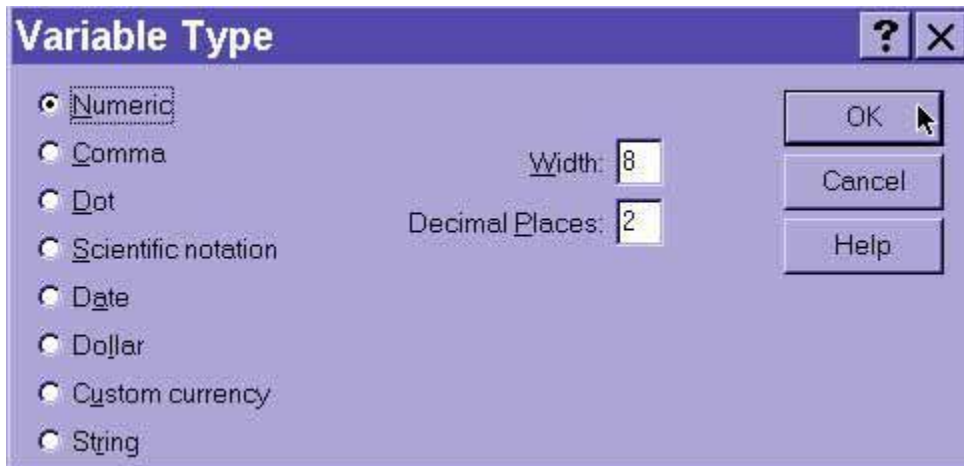 Variable Type
?
Numeric
Comma
Dot
Scientific notation
Date
Dollar
Custom currency
String
Width: 8
Decimal Places: 2
OK
Cancel
Help